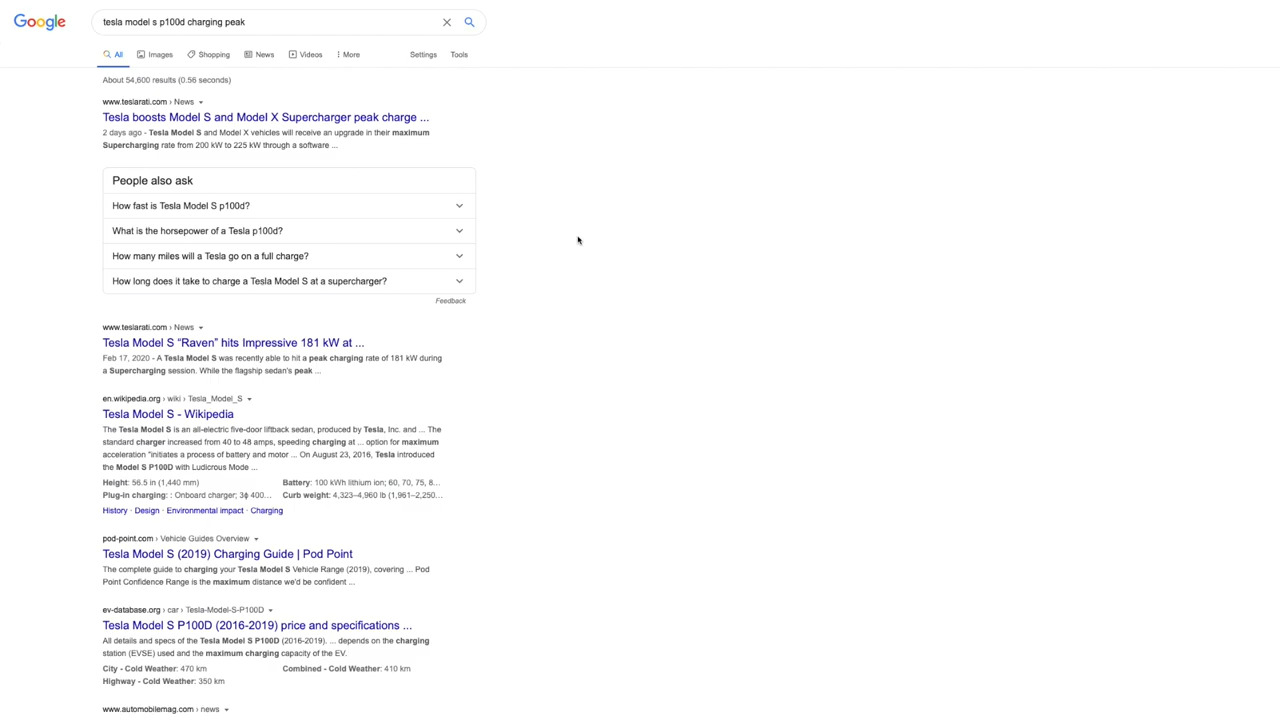 Google
tesla model s p100d charging peak
All Images Shopping News Videos More Settings Tools
About 54,600 results (0.56 seconds)
www.teslarati.com › News
Tesla boosts Model S and Model X Supercharger peak charge ...
2 days ago - Tesla Model S and Model X vehicles will receive an upgrade in their maximum
Supercharging rate from 200 kW to 225 kW through a software ...
People also ask
How fast is Tesla Model S p100d?
What is the horsepower of a Tesla p100d?
How many miles will a Tesla go on a full charge?
How long does it take to charge a Tesla Model S at a supercharger?
Feedback
www.teslarati.com › News
Tesla Model S “Raven” hits Impressive 181 kW at ...
Feb 17, 2020 - A Tesla Model S was recently able to hit a peak charging rate of 181 kW during
a Supercharging session. While the flagship sedan's peak ...
en.wikipedia.org › wiki › Tesla_Model_S
Tesla Model S - Wikipedia
The Tesla Model S is an all-electric five-door liftback sedan, produced by Tesla, Inc. and ... The
standard charger increased from 40 to 48 amps, speeding charging at ... option for maximum
acceleration "initiates a process of battery and motor ... On August 23, 2016, Tesla introduced
the Model S P100D with Ludicrous Mode ...
Height: 56.5 in (1,440 mm) Battery: 100 kWh lithium ion; 60, 70, 75, 8...
Plug-in charging: : Onboard charger; 3ϕ 400... Curb weight: 4,323–4,960 lb (1,961–2,250...
History · Design · Environmental impact · Charging
pod-point.com › Vehicle Guides Overview
Tesla Model S (2019) Charging Guide | Pod Point
The complete guide to charging your Tesla Model S Vehicle Range (2019), covering ... Pod
Point Confidence Range is the maximum distance we'd be confident ...
ev-database.org › car › Tesla-Model-S-P100D
Tesla Model S P100D (2016-2019) price and specifications ...
All details and specs of the Tesla Model S P100D (2016-2019). ... depends on the charging
station (EVSE) used and the maximum charging capacity of the EV.
City - Cold Weather: 470 km Combined - Cold Weather: 410 km
Highway - Cold Weather: 350 km
www.automobilemag.com › news